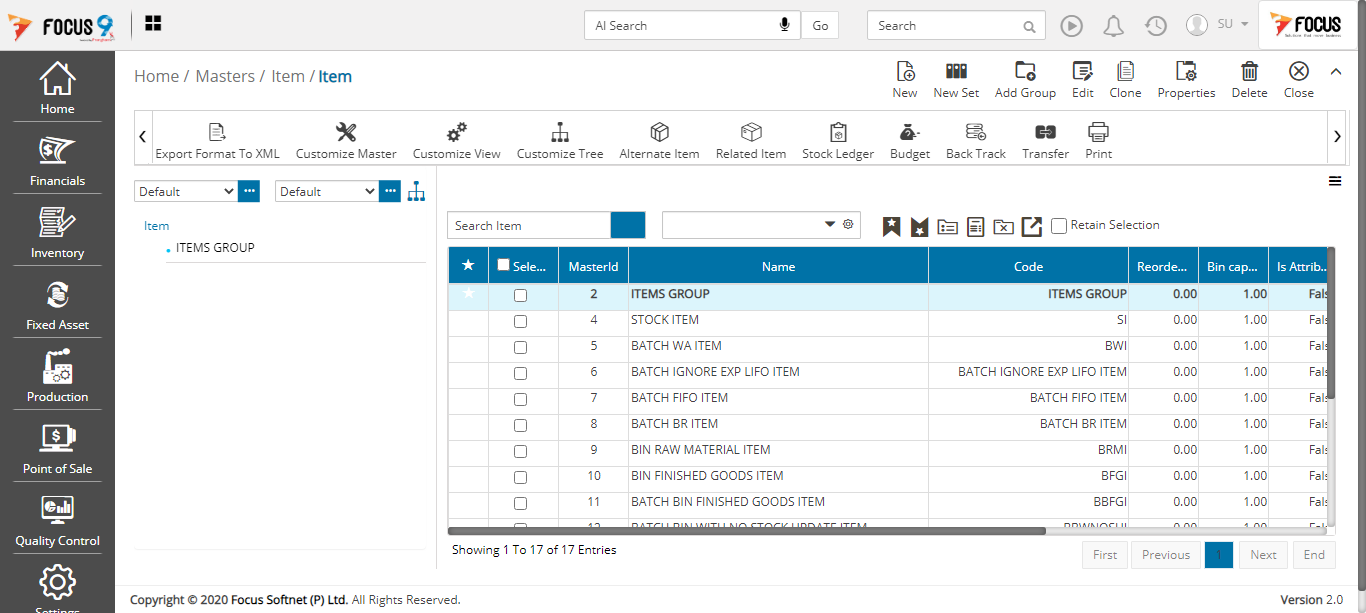 FOCUS 9
AI Search
Go
Search
SU
FOCUS
Home / Masters / Item / Item
New
New Set
Add Group
Edit
Clone
Properties
Delete
Close
Export Format To XML
Customize Master
Customize View
Customize Tree
Alternate Item
Related Item
Stock Ledger
Budget
Back Track
Transfer
Print
Home
Financials
Inventory
Fixed Asset
Production
Point of Sale
Quality Control
Settings
Default
Default
Item
ITEMS GROUP
Search Item
Retain Selection
Sele... MasterId Name Code Reorde... Bin cap... Is Attrib...
2 ITEMS GROUP ITEMS GROUP 0.00 1.00 Fals
4 STOCK ITEM SI 0.00 1.00 Fals
5 BATCH WA ITEM BWI 0.00 1.00 Fals
6 BATCH IGNORE EXP LIFO ITEM BATCH IGNORE EXP LIFO ITEM 0.00 1.00 Fals
7 BATCH FIFO ITEM BATCH FIFO ITEM 0.00 1.00 Fals
8 BATCH BR ITEM BATCH BR ITEM 0.00 1.00 Fals
9 BIN RAW MATERIAL ITEM BRMI 0.00 1.00 Fals
10 BIN FINISHED GOODS ITEM BFGI 0.00 1.00 Fals
11 BATCH BIN FINISHED GOODS ITEM BBFGI 0.00 1.00 Fals
12 BATCH BIN WITH NO STOCK UPDATE ITEM BBWNOSUI 0.00 1.00 Fals
Showing 1 To 17 of 17 Entries
First
Previous
1
Next
End
Copyright © 2020 Focus Softnet (P) Ltd. All Rights Reserved.
Version 2.0